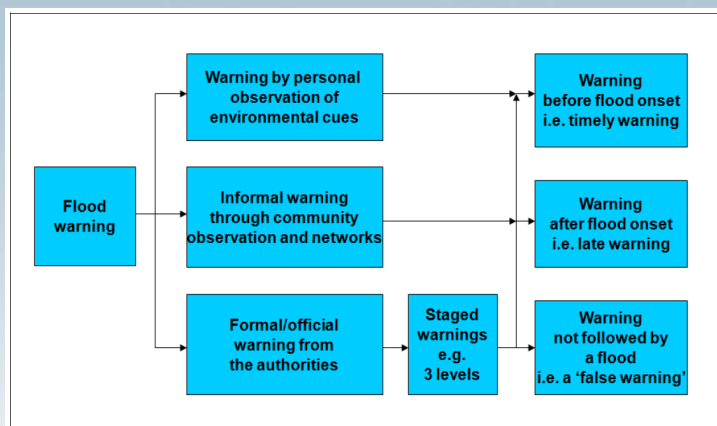 Flood
warning
Warning by personal
observation of
environmental cues
Informal warning
through community
observation and networks
Formal/official
warning from
the authorities
Staged
warnings
e.g.
3 levels
Warning
before flood onset
i.e. timely warning
Warning
after flood onset
i.e. late warning
Warning
not followed by
a flood
i.e. a ‘false warning’